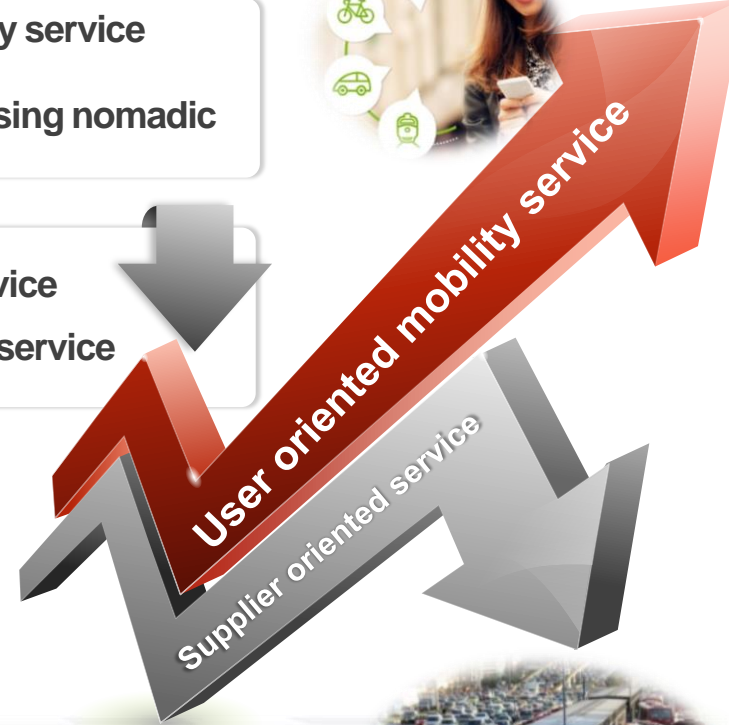 y service
sing nomadic
vice
service
User oriented mobility service
Supplier oriented service